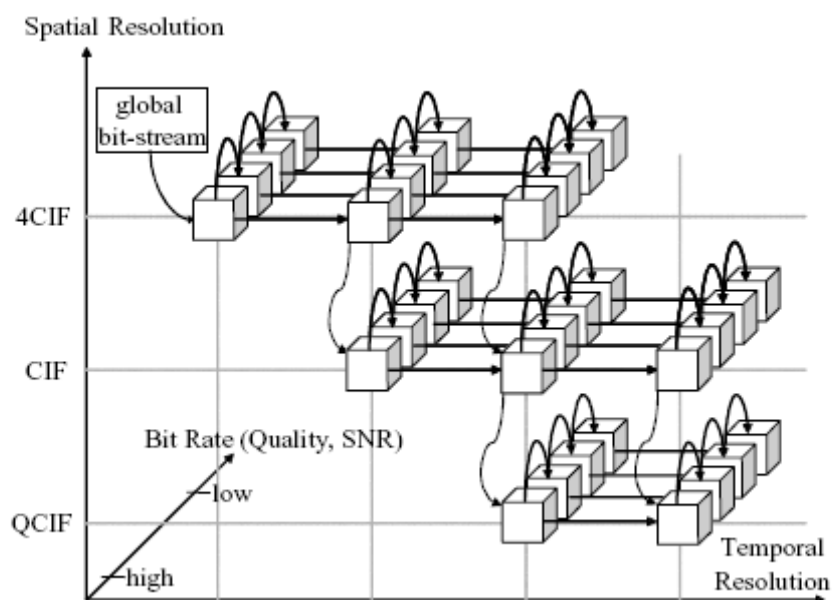 Spatial Resolution
global
bit-stream
4CIF
CIF
Bit Rate (Quality, SNR)
low
QCIF
high
Temporal
Resolution